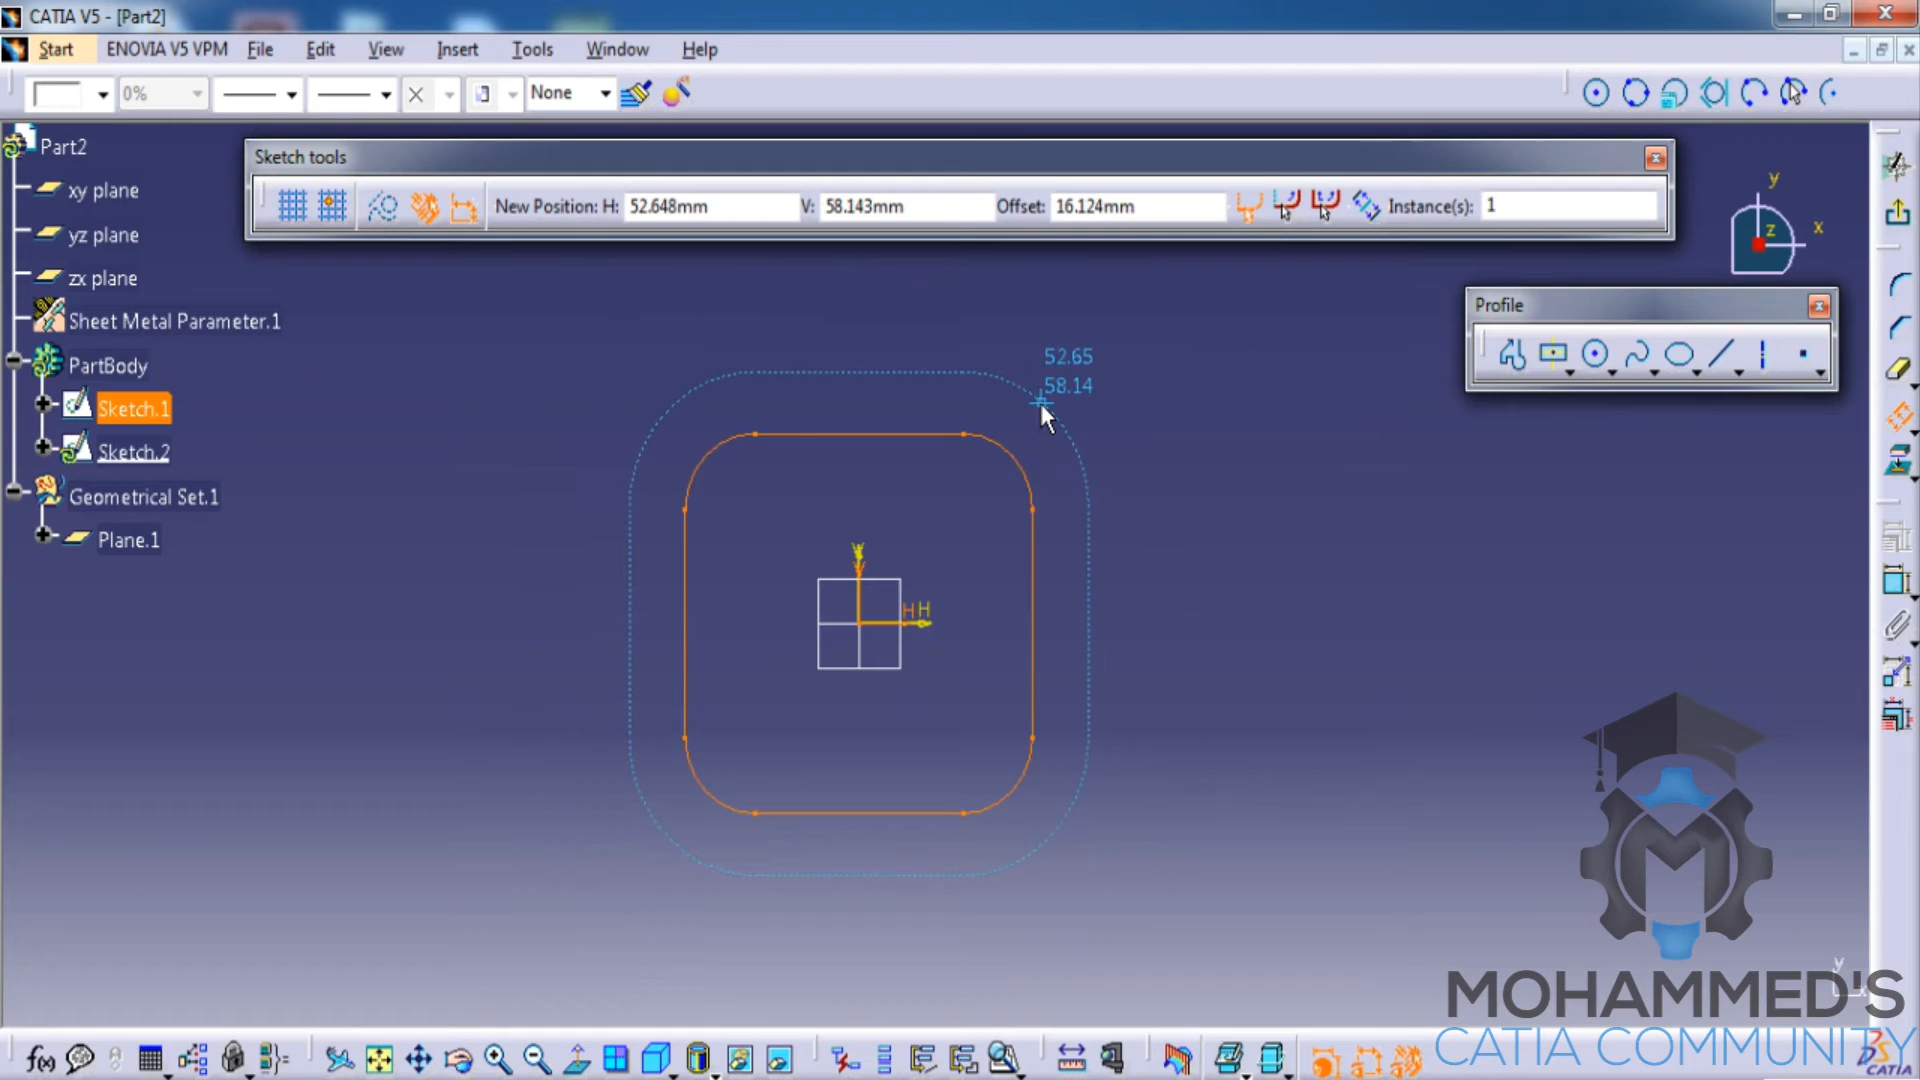 CATIA V5 - [Part2]
Start ENOVIA V5 VPM File Edit View Insert Tools Window Help
0% None
Part2
xy plane
yz plane
zx plane
Sheet Metal Parameter.1
PartBody
Sketch.1
Sketch.2
Geometrical Set.1
Plane.1
Sketch tools
New Position: H: 52.648mm V: 58.143mm Offset: 16.124mm Instance(s): 1
y
x
z
Profile
52.65
58.14
V
H H
y
x
MOHAMMED'S
CATIA COMMUNITY
f(x)
CATIA